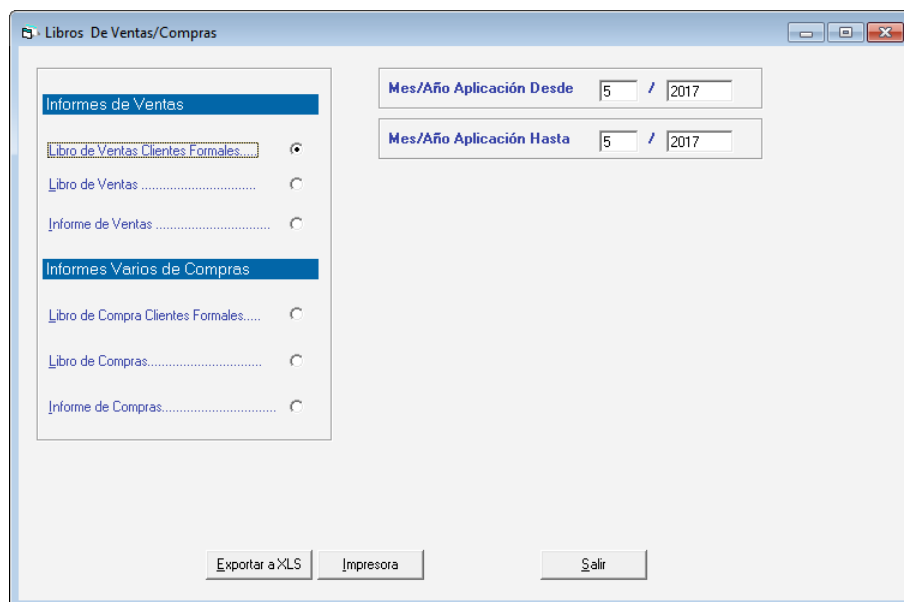 Libros De Ventas/Compras
Informes de Ventas
Libro de Ventas Clientes Formales.....
Libro de Ventas ................................
Informe de Ventas ................................
Informes Varios de Compras
Libro de Compra Clientes Formales.....
Libro de Compras................................
Informe de Compras................................
Mes/Año Aplicación Desde 5 / 2017
Mes/Año Aplicación Hasta 5 / 2017
Exportar a XLS Impresora Salir